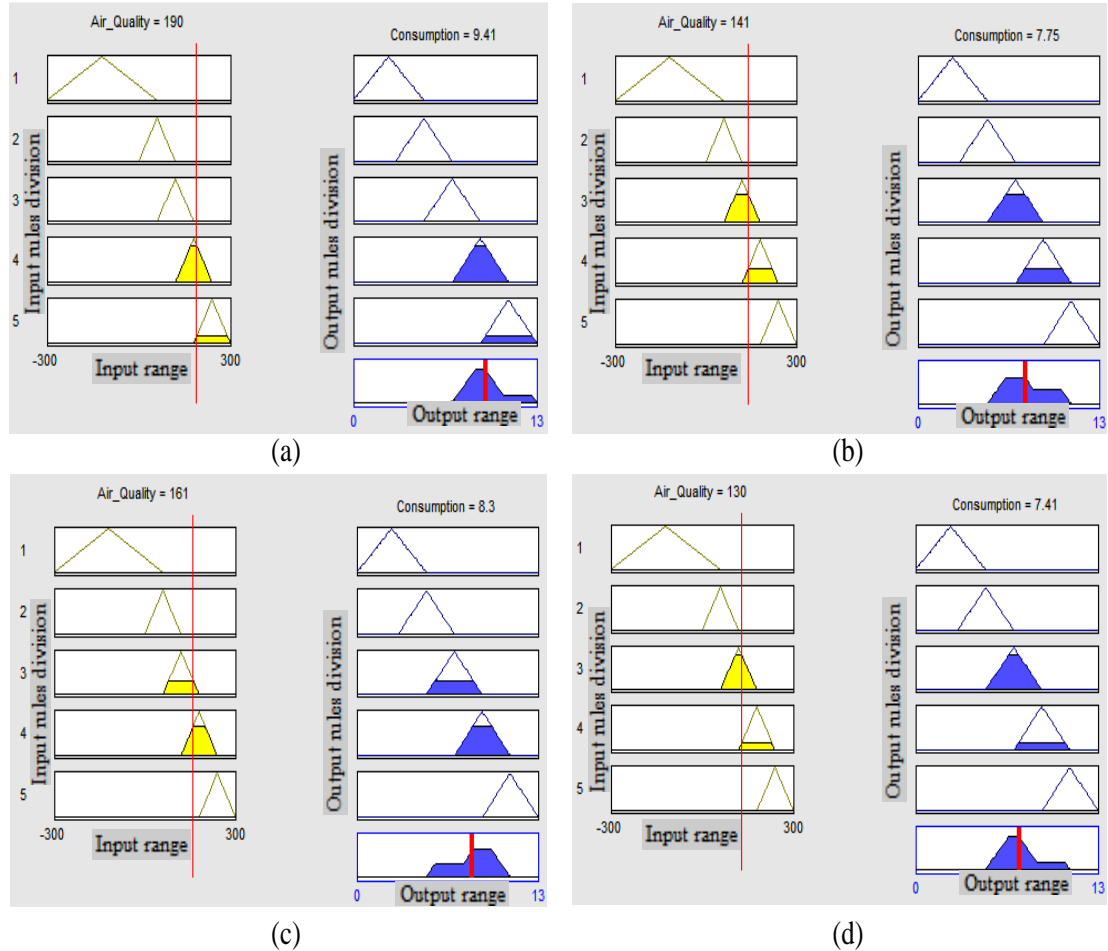 Air_Quality = 190
Consumption = 9.41
1
2
3
4
5
Input rules division
Output rules division
-300
300
Input range
0
Output range
13
(a)
Air_Quality = 141
Consumption = 7.75
1
2
3
4
5
Input rules division
Output rules division
-300
300
Input range
0
Output range
13
(b)
Air_Quality = 161
Consumption = 8.3
1
2
3
4
5
Input rules division
Output rules division
-300
300
Input range
0
Output range
13
(c)
Air_Quality = 130
Consumption = 7.41
1
2
3
4
5
Input rules division
Output rules division
-300
300
Input range
0
Output range
13
(d)